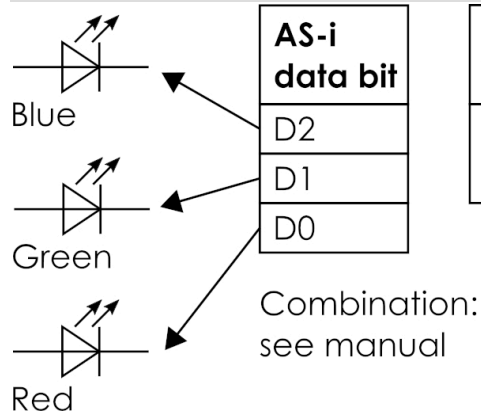 AS-i
data bit
Blue
D2
D1
Green
D0
Combination:
see manual
Red